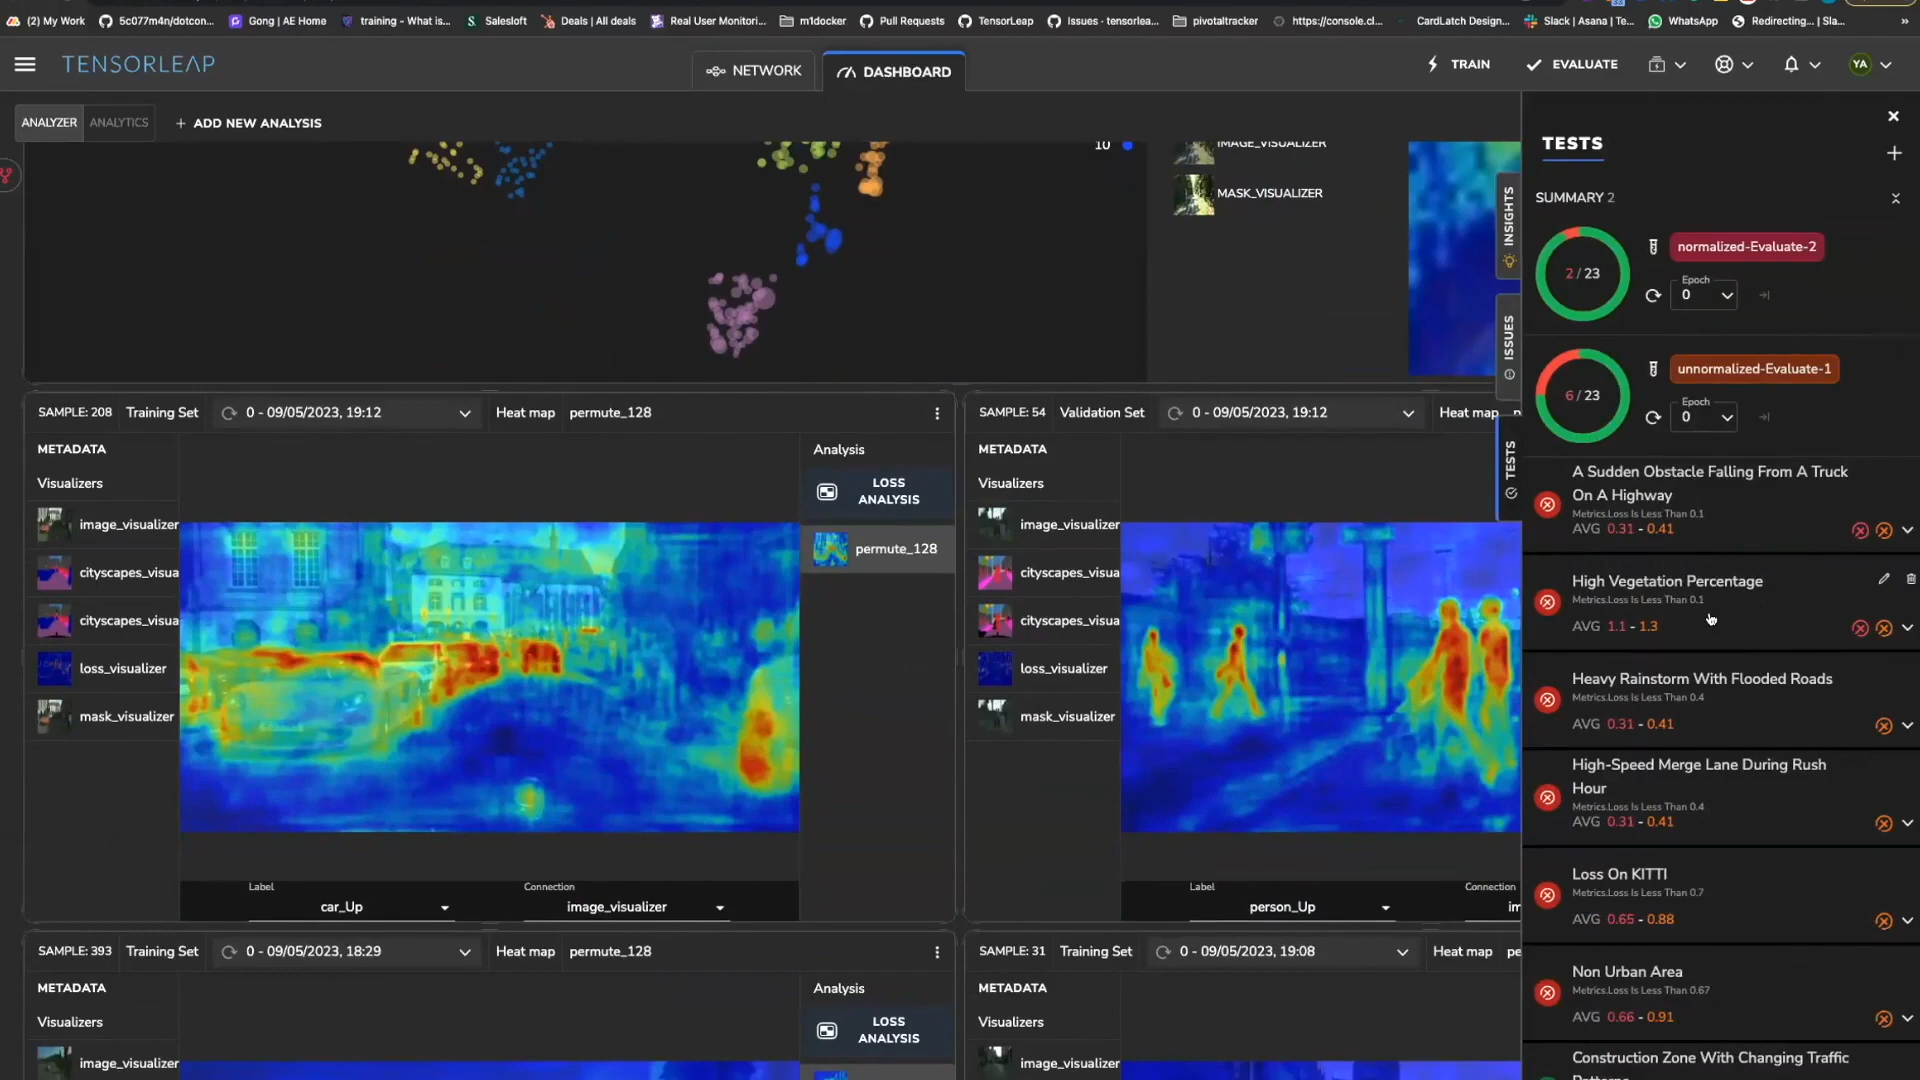 (2) My Work
5c077m4n/dotcon...
Gong | AE Home
training - What is...
Salesloft
Deals | All deals
Real User Monitori...
m1docker
Pull Requests
TensorLeap
Issues · tensorlea...
pivotaltracker
https://console.cl...
CardLatch Design...
Slack | Asana | Te...
WhatsApp
Redirecting... | Sla...
»
TENSORLEAP
NETWORK
DASHBOARD
TRAIN
EVALUATE
YA
ANALYZER
ANALYTICS
+ ADD NEW ANALYSIS
10
IMAGE_VISUALIZER
MASK_VISUALIZER
INSIGHTS
ISSUES
TESTS
SAMPLE: 208
Training Set
0 - 09/05/2023, 19:12
Heat map
permute_128
METADATA
Visualizers
image_visualizer
cityscapes_visua
cityscapes_visua
loss_visualizer
mask_visualizer
Analysis
LOSS
ANALYSIS
permute_128
Label
car_Up
Connection
image_visualizer
SAMPLE: 54
Validation Set
0 - 09/05/2023, 19:12
Heat map
METADATA
Visualizers
image_visualizer
cityscapes_visua
cityscapes_visua
loss_visualizer
mask_visualizer
Label
person_Up
Connection
im
SAMPLE: 393
Training Set
0 - 09/05/2023, 18:29
Heat map
permute_128
METADATA
Visualizers
image_visualizer
Analysis
LOSS
ANALYSIS
SAMPLE: 31
Training Set
0 - 09/05/2023, 19:08
Heat map
pe
METADATA
Visualizers
image_visualizer
TESTS
SUMMARY 2
2 / 23
normalized-Evaluate-2
Epoch
0
6 / 23
unnormalized-Evaluate-1
Epoch
0
A Sudden Obstacle Falling From A Truck
On A Highway
Metrics.Loss Is Less Than 0.1
AVG 0.31 - 0.41
High Vegetation Percentage
Metrics.Loss Is Less Than 0.1
AVG 1.1 - 1.3
Heavy Rainstorm With Flooded Roads
Metrics.Loss Is Less Than 0.4
AVG 0.31 - 0.41
High-Speed Merge Lane During Rush
Hour
Metrics.Loss Is Less Than 0.4
AVG 0.31 - 0.41
Loss On KITTI
Metrics.Loss Is Less Than 0.7
AVG 0.65 - 0.88
Non Urban Area
Metrics.Loss Is Less Than 0.67
AVG 0.66 - 0.91
Construction Zone With Changing Traffic